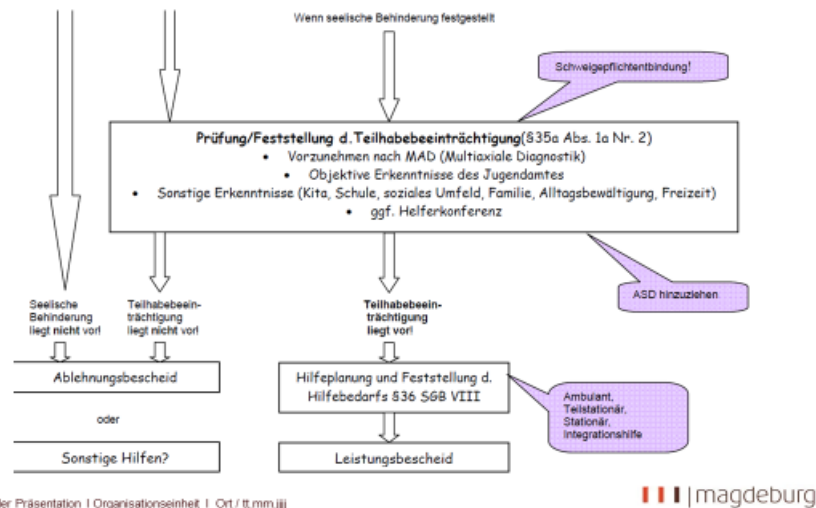 Wenn seelische Behinderung festgestellt
Schweigepflichtentbindung!
Prüfung/Feststellung d.Teilhabebeeinträchtigung(§35a Abs. 1a Nr. 2)
• Vorzunehmen nach MAD (Multiaxiale Diagnostik)
• Objektive Erkenntnisse des Jugendamtes
• Sonstige Erkenntnisse (Kita, Schule, soziales Umfeld, Familie, Alltagsbewältigung, Freizeit)
• ggf. Helferkonferenz
ASD hinzuziehen
Seelische
Behinderung
liegt nicht vor!
Teilhabebeein-
trächtigung
liegt nicht vor!
Teilhabebeein-
trächtigung
liegt vor!
Ablehnungsbescheid
oder
Sonstige Hilfen?
Hilfeplanung und Feststellung d.
Hilfebedarfs §36 SGB VIII
Leistungsbescheid
Ambulant,
Teilstationär,
Stationär,
Integrationshilfe
der Präsentation | Organisationseinheit | Ort / tt.mm.jjjj
magdeburg